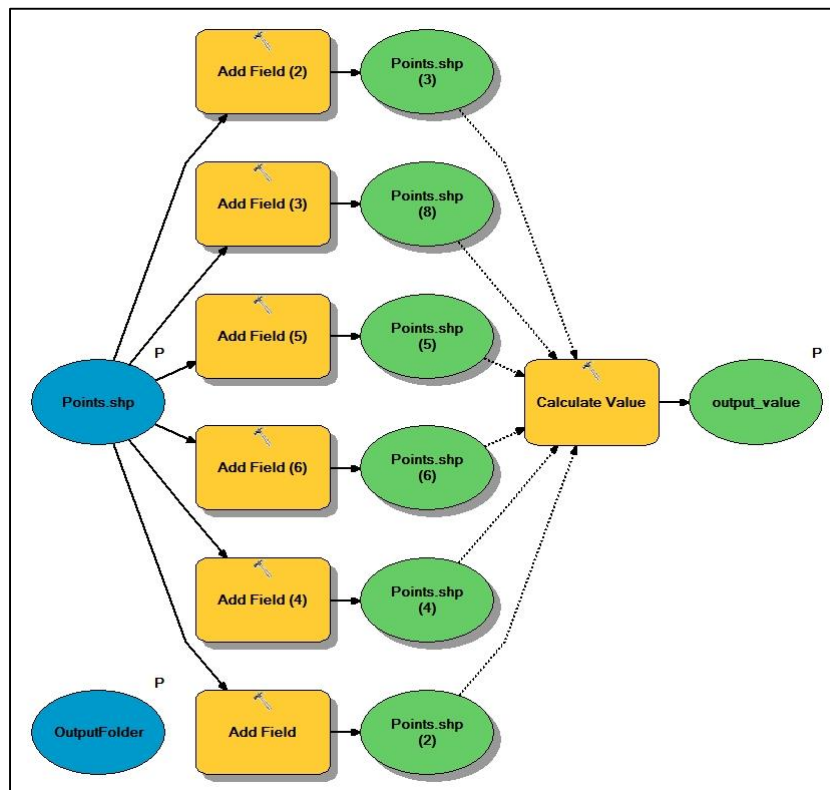 Add Field (2)
Points.shp
(3)
Add Field (3)
Points.shp
(8)
P
Add Field (5)
Points.shp
(5)
P
Points.shp
Calculate Value
output_value
Add Field (6)
Points.shp
(6)
Add Field (4)
Points.shp
(4)
P
OutputFolder
Add Field
Points.shp
(2)